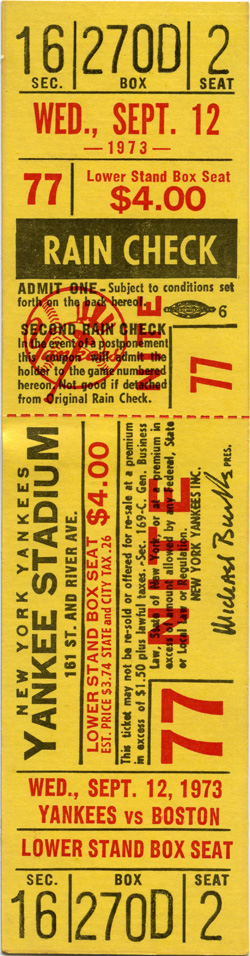 16 270D 2
SEC. BOX SEAT
WED., SEPT. 12
—1973—
77 Lower Stand Box Seat
$4.00
RAIN CHECK
ADMIT ONE - Subject to conditions set
forth on the back hereof.
6
SECOND RAIN CHECK
In the event of a postponement
this coupon will admit the
holder to the game numbered
hereon. Not good if detached
from Original Rain Check.
77
NEW YORK YANKEES
YANKEE STADIUM
161 ST. AND RIVER AVE.
LOWER STAND BOX SEAT $4.00
EST. PRICE $3.74 STATE and CITY TAX .26
This ticket may not be re-sold or offered for re-sale at a premium
in excess of $1.50 plus lawful taxes.-Sec. 169-C. Gen. Business
Law, State of New York, or at a premium in
excess of amount allowed by any Federal, State
or Local law or Regulation.
NEW YORK YANKEES INC.
Michael Burke PRES.
77
WED., SEPT. 12, 1973
YANKEES vs BOSTON
LOWER STAND BOX SEAT
SEC. BOX SEAT
16 270D 2